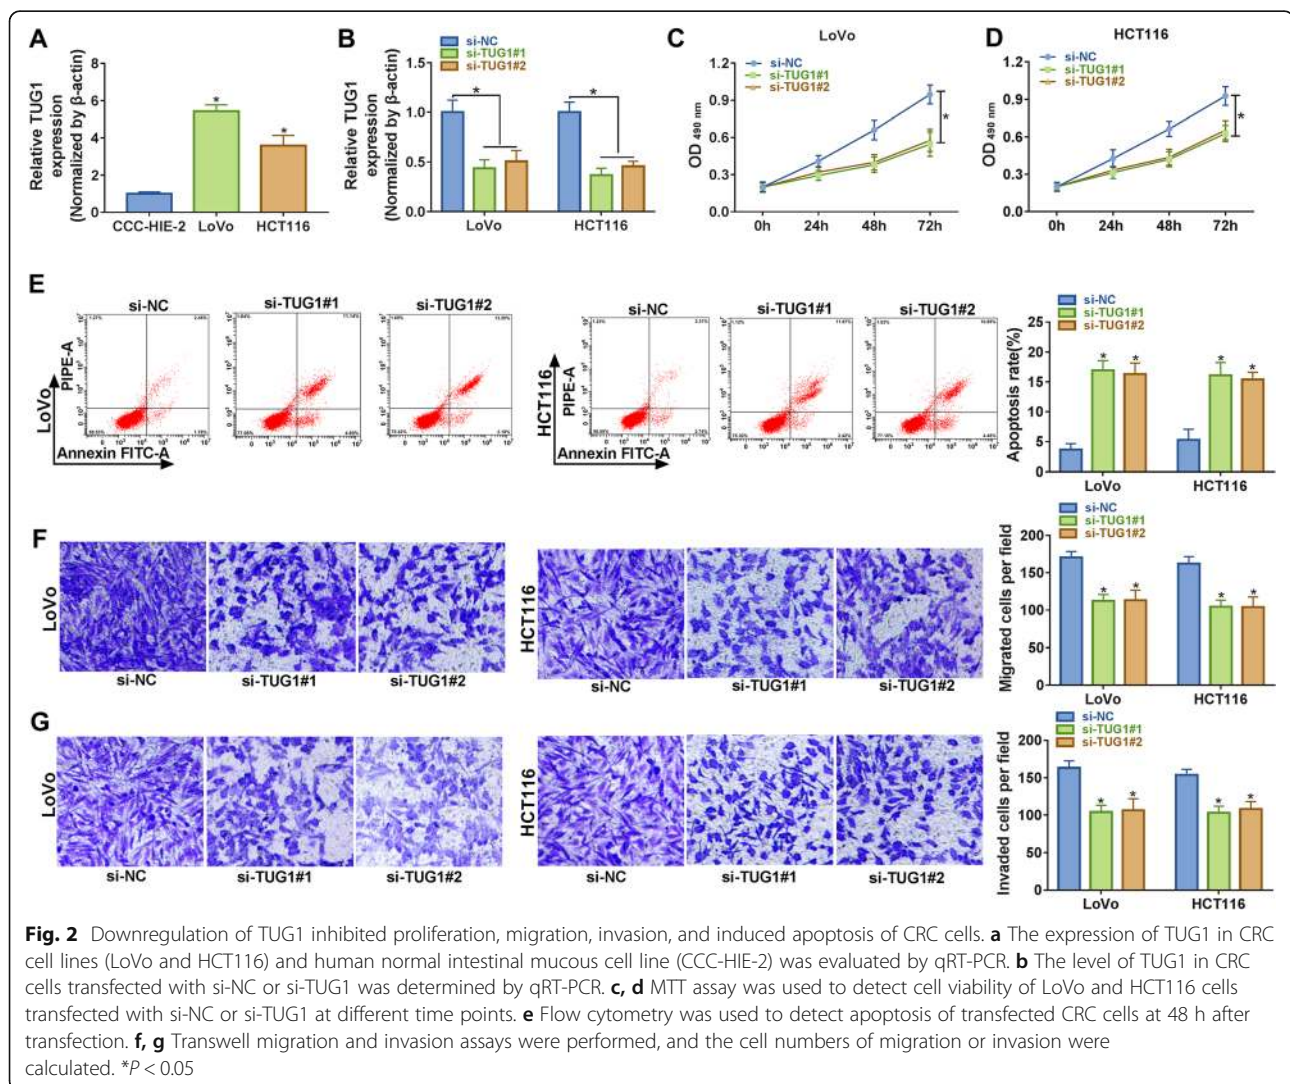 A
Relative TUG1
expression
(Normalized by β-actin)
8
6
4
2
0
*
*
CCC-HIE-2 LoVo HCT116
B
si-NC
si-TUG1#1
si-TUG1#2
Relative TUG1
expression
(Normalized by β-actin)
1.5
1.0
0.5
0.0
*
*
LoVo HCT116
C
LoVo
si-NC
si-TUG1#1
si-TUG1#2
OD 490 nm
1.2
0.9
0.6
0.3
0.0
*
0h 24h 48h 72h
D
HCT116
si-NC
si-TUG1#1
si-TUG1#2
OD 490 nm
1.2
0.9
0.6
0.3
0.0
*
0h 24h 48h 72h
E
si-NC si-TUG1#1 si-TUG1#2
LoVo
PIPE-A
Annexin FITC-A
si-NC si-TUG1#1 si-TUG1#2
HCT116
PIPE-A
Annexin FITC-A
si-NC
si-TUG1#1
si-TUG1#2
Apoptosis rate(%)
25
20
15
10
5
0
* * * *
LoVo HCT116
F
LoVo
si-NC si-TUG1#1 si-TUG1#2
HCT116
si-NC si-TUG1#1 si-TUG1#2
si-NC
si-TUG1#1
si-TUG1#2
Migrated cells per field
200
150
100
50
0
* * * *
LoVo HCT116
G
LoVo
si-NC si-TUG1#1 si-TUG1#2
HCT116
si-NC si-TUG1#1 si-TUG1#2
si-NC
si-TUG1#1
si-TUG1#2
Invaded cells per field
200
150
100
50
0
* * * *
LoVo HCT116
Fig. 2 Downregulation of TUG1 inhibited proliferation, migration, invasion, and induced apoptosis of CRC cells. a The expression of TUG1 in CRC
cell lines (LoVo and HCT116) and human normal intestinal mucous cell line (CCC-HIE-2) was evaluated by qRT-PCR. b The level of TUG1 in CRC
cells transfected with si-NC or si-TUG1 was determined by qRT-PCR. c, d MTT assay was used to detect cell viability of LoVo and HCT116 cells
transfected with si-NC or si-TUG1 at different time points. e Flow cytometry was used to detect apoptosis of transfected CRC cells at 48 h after
transfection. f, g Transwell migration and invasion assays were performed, and the cell numbers of migration or invasion were
calculated. *P < 0.05